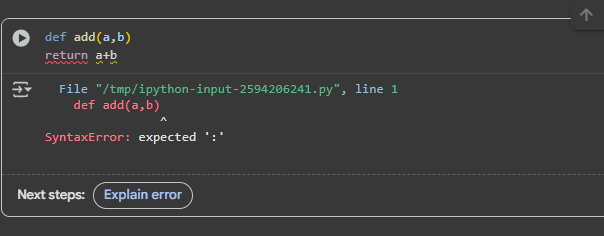 def add(a,b)
return a+b
File "/tmp/ipython-input-2594206241.py", line 1
def add(a,b)
^
SyntaxError: expected ':'
Next steps: Explain error